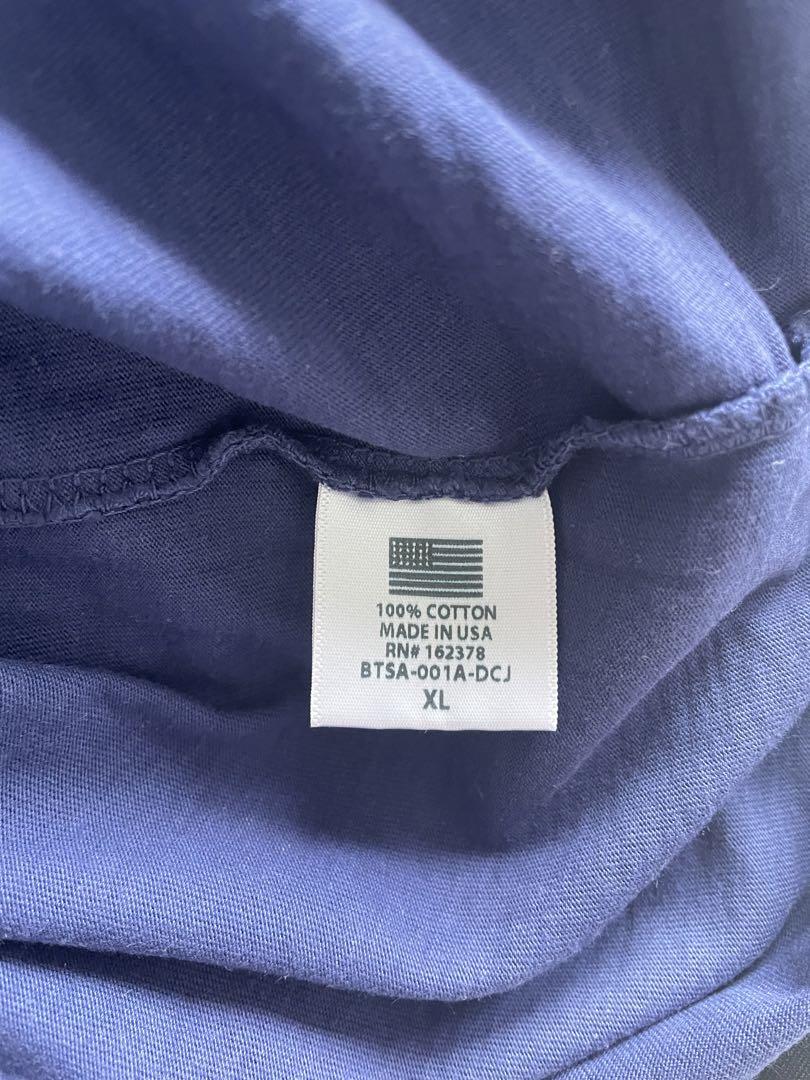 100% COTTON
MADE IN USA
RN# 162378
BTSA-001A-DCJ
XL